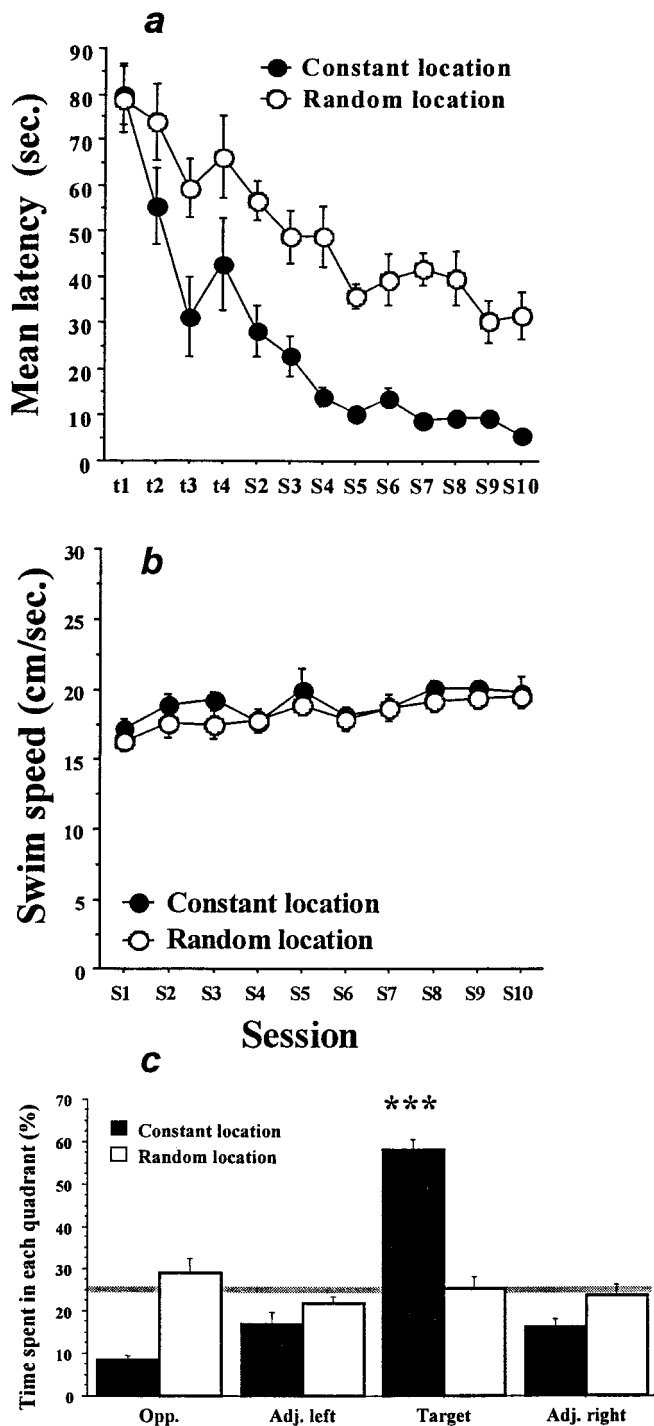 a
Mean latency (sec.)
90
80
70
60
50
40
30
20
10
0
Constant location
Random location
t1 t2 t3 t4 S2 S3 S4 S5 S6 S7 S8 S9 S10
b
Swim speed (cm/sec.)
30
25
20
15
10
5
0
Constant location
Random location
S1 S2 S3 S4 S5 S6 S7 S8 S9 S10
Session
c
Time spent in each quadrant (%)
70
60
50
40
30
20
10
0
Constant location
Random location
***
Opp. Adj. left Target Adj. right